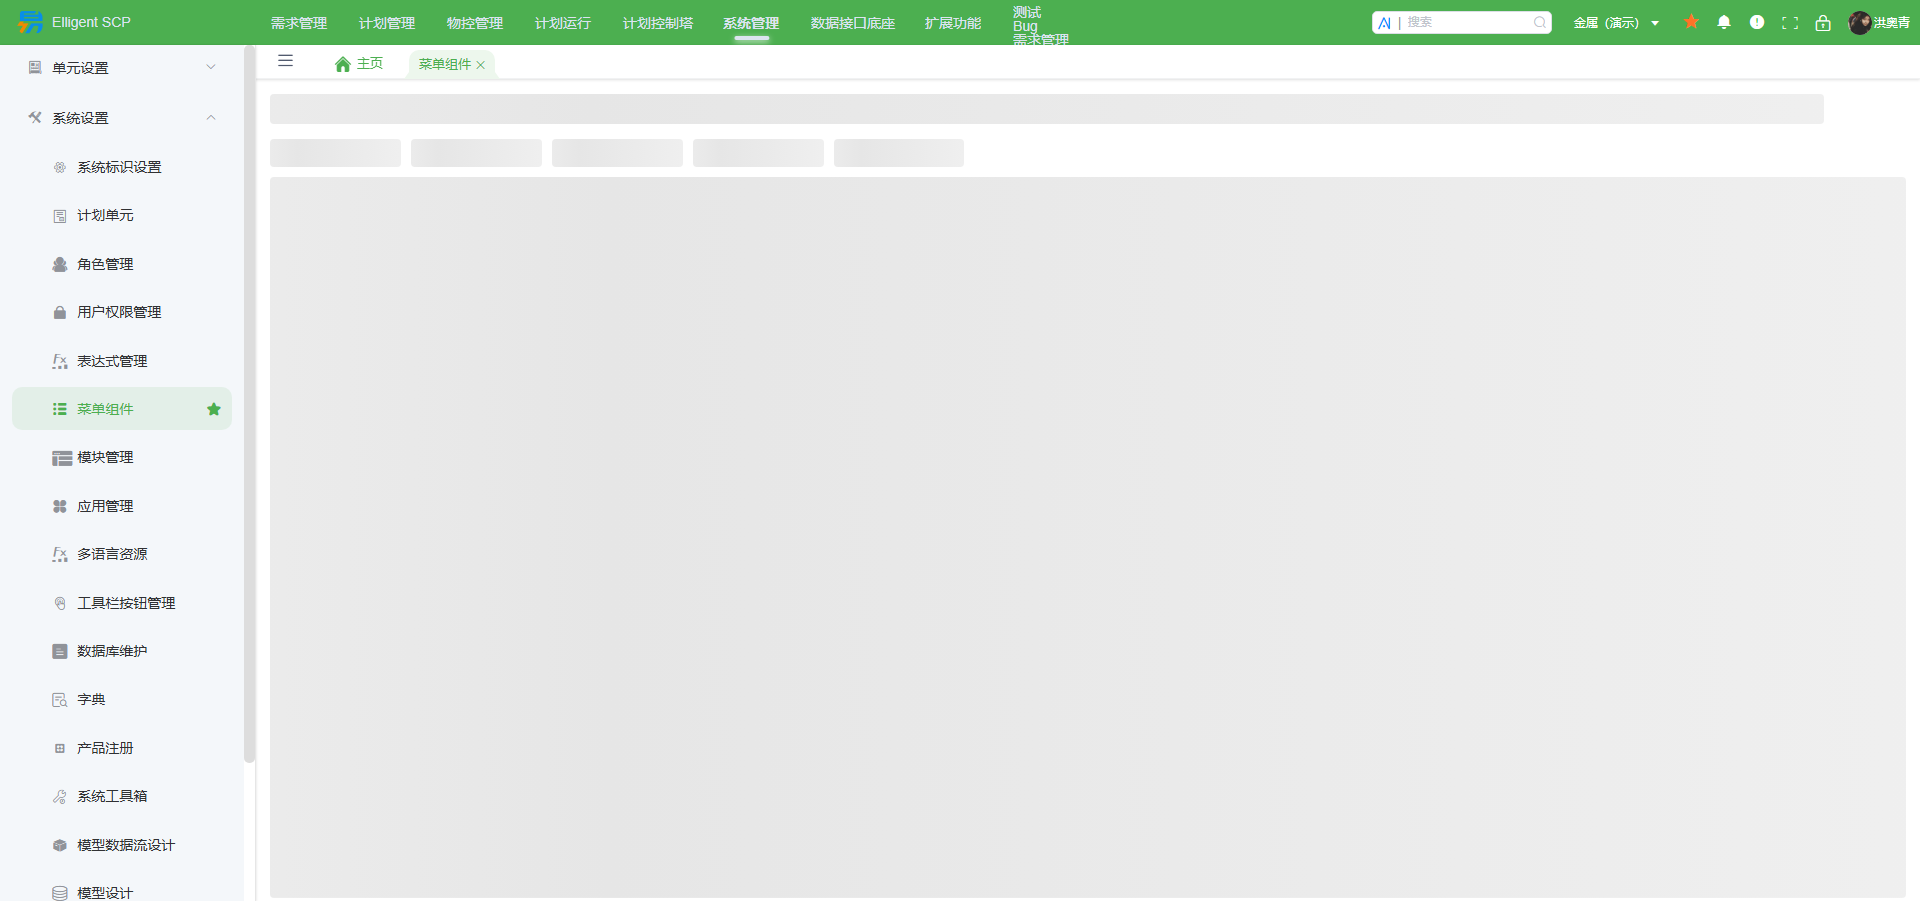 Elligent SCP
需求管理
计划管理
物控管理
计划运行
计划控制塔
系统管理
数据接口底座
扩展功能
测试
Bug
需求管理
搜索
金属（演示）
洪奥青
主页
菜单组件
单元设置
系统设置
系统标识设置
计划单元
角色管理
用户权限管理
表达式管理
菜单组件
模块管理
应用管理
多语言资源
工具栏按钮管理
数据库维护
字典
产品注册
系统工具箱
模型数据流设计
模型设计